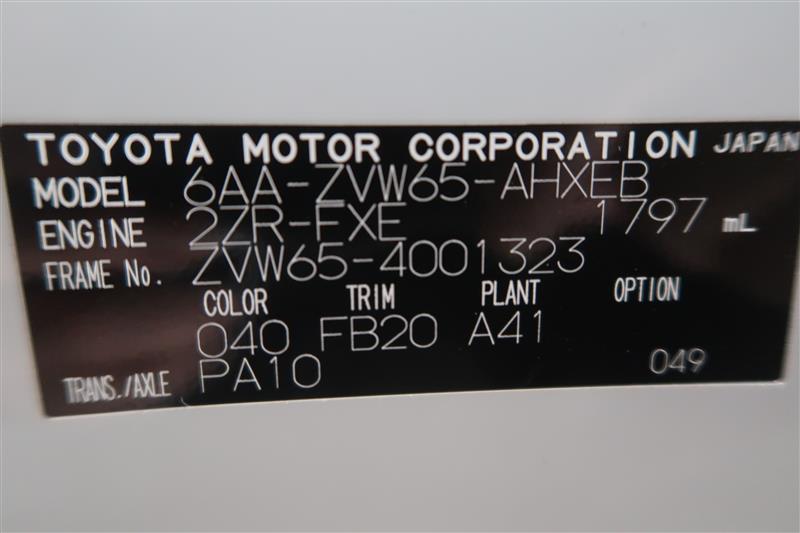 TOYOTA MOTOR CORPORATION JAPAN
MODEL 6AA-ZVW65-AHXEB
ENGINE 2ZR-FXE 1797 mL
FRAME No. ZVW65-4001323
COLOR TRIM PLANT OPTION
040 FB20 A41
TRANS./AXLE PA10 049